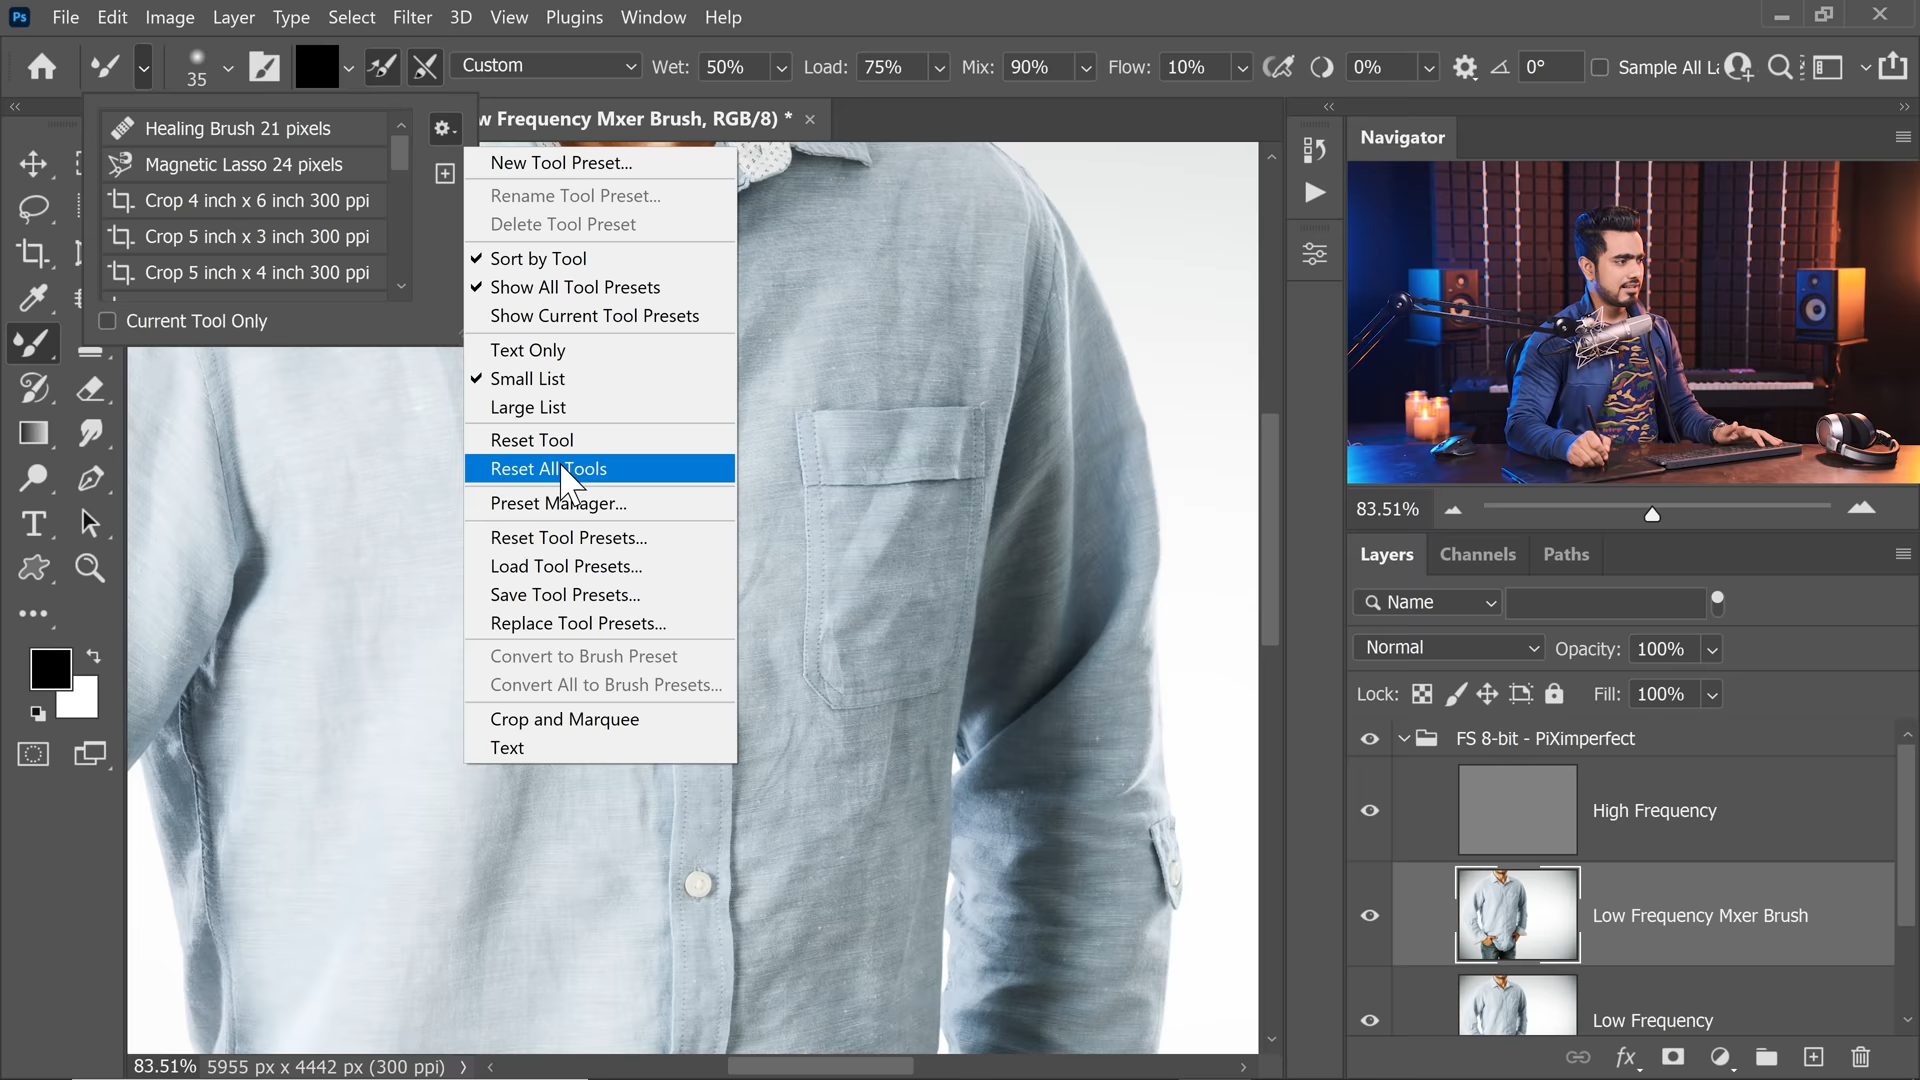 Ps File Edit Image Layer Type Select Filter 3D View Plugins Window Help
35 Custom Wet: 50% Load: 75% Mix: 90% Flow: 10% 0% 0° Sample All La
w Frequency Mxer Brush, RGB/8) *
Healing Brush 21 pixels
Magnetic Lasso 24 pixels
Crop 4 inch x 6 inch 300 ppi
Crop 5 inch x 3 inch 300 ppi
Crop 5 inch x 4 inch 300 ppi
Current Tool Only
New Tool Preset...
Rename Tool Preset...
Delete Tool Preset
Sort by Tool
Show All Tool Presets
Show Current Tool Presets
Text Only
Small List
Large List
Reset Tool
Reset All Tools
Preset Manager...
Reset Tool Presets...
Load Tool Presets...
Save Tool Presets...
Replace Tool Presets...
Convert to Brush Preset
Convert All to Brush Presets...
Crop and Marquee
Text
Navigator
83.51%
Layers Channels Paths
Name
Normal Opacity: 100%
Lock: Fill: 100%
FS 8-bit - PiXimperfect
High Frequency
Low Frequency Mxer Brush
Low Frequency
fx
83.51% 5955 px x 4442 px (300 ppi)